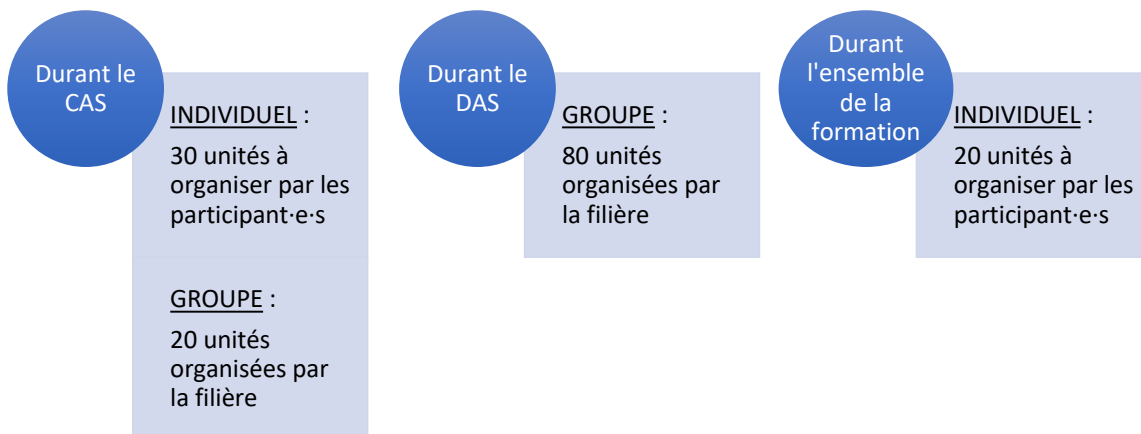 Durant le
CAS
INDIVIDUEL :
30 unités à
organiser par les
participant·e·s
GROUPE :
20 unités
organisées par
la filière
Durant le
DAS
GROUPE :
80 unités
organisées par
la filière
Durant
l'ensemble
de la
formation
INDIVIDUEL :
20 unités à
organiser par les
participant·e·s